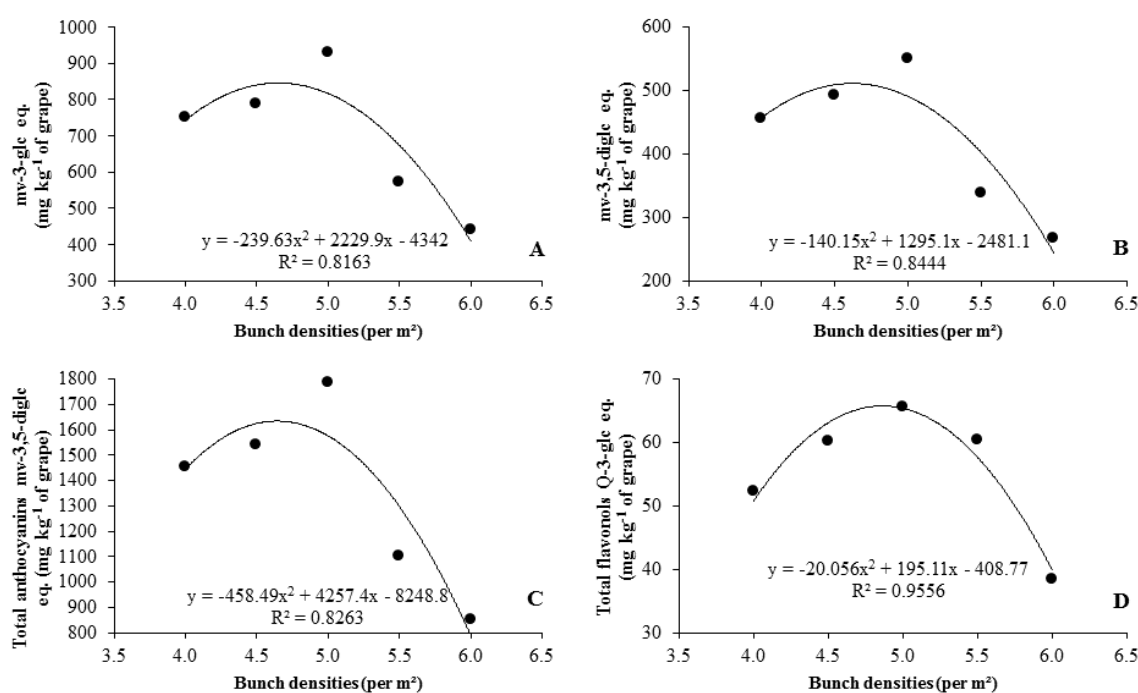 1000
900
800
700
600
500
400
300
3.5 4.0 4.5 5.0 5.5 6.0 6.5
mv-3-glc eq.
(mg kg⁻¹ of grape)
y = -239.63x² + 2229.9x - 4342
R² = 0.8163
A
Bunch densities (per m²)
600
500
400
300
200
3.5 4.0 4.5 5.0 5.5 6.0 6.5
mv-3,5-diglc eq.
(mg kg⁻¹ of grape)
y = -140.15x² + 1295.1x - 2481.1
R² = 0.8444
B
Bunch densities (per m²)
1800
1700
1600
1500
1400
1300
1200
1100
1000
900
800
3.5 4.0 4.5 5.0 5.5 6.0 6.5
Total anthocyanins mv-3,5-diglc
eq. (mg kg⁻¹ of grape)
y = -458.49x² + 4257.4x - 8248.8
R² = 0.8263
C
Bunch densities (per m²)
70
60
50
40
30
3.5 4.0 4.5 5.0 5.5 6.0 6.5
Total flavonols Q-3-glc eq.
(mg kg⁻¹ of grape)
y = -20.056x² + 195.11x - 408.77
R² = 0.9556
D
Bunch densities (per m²)